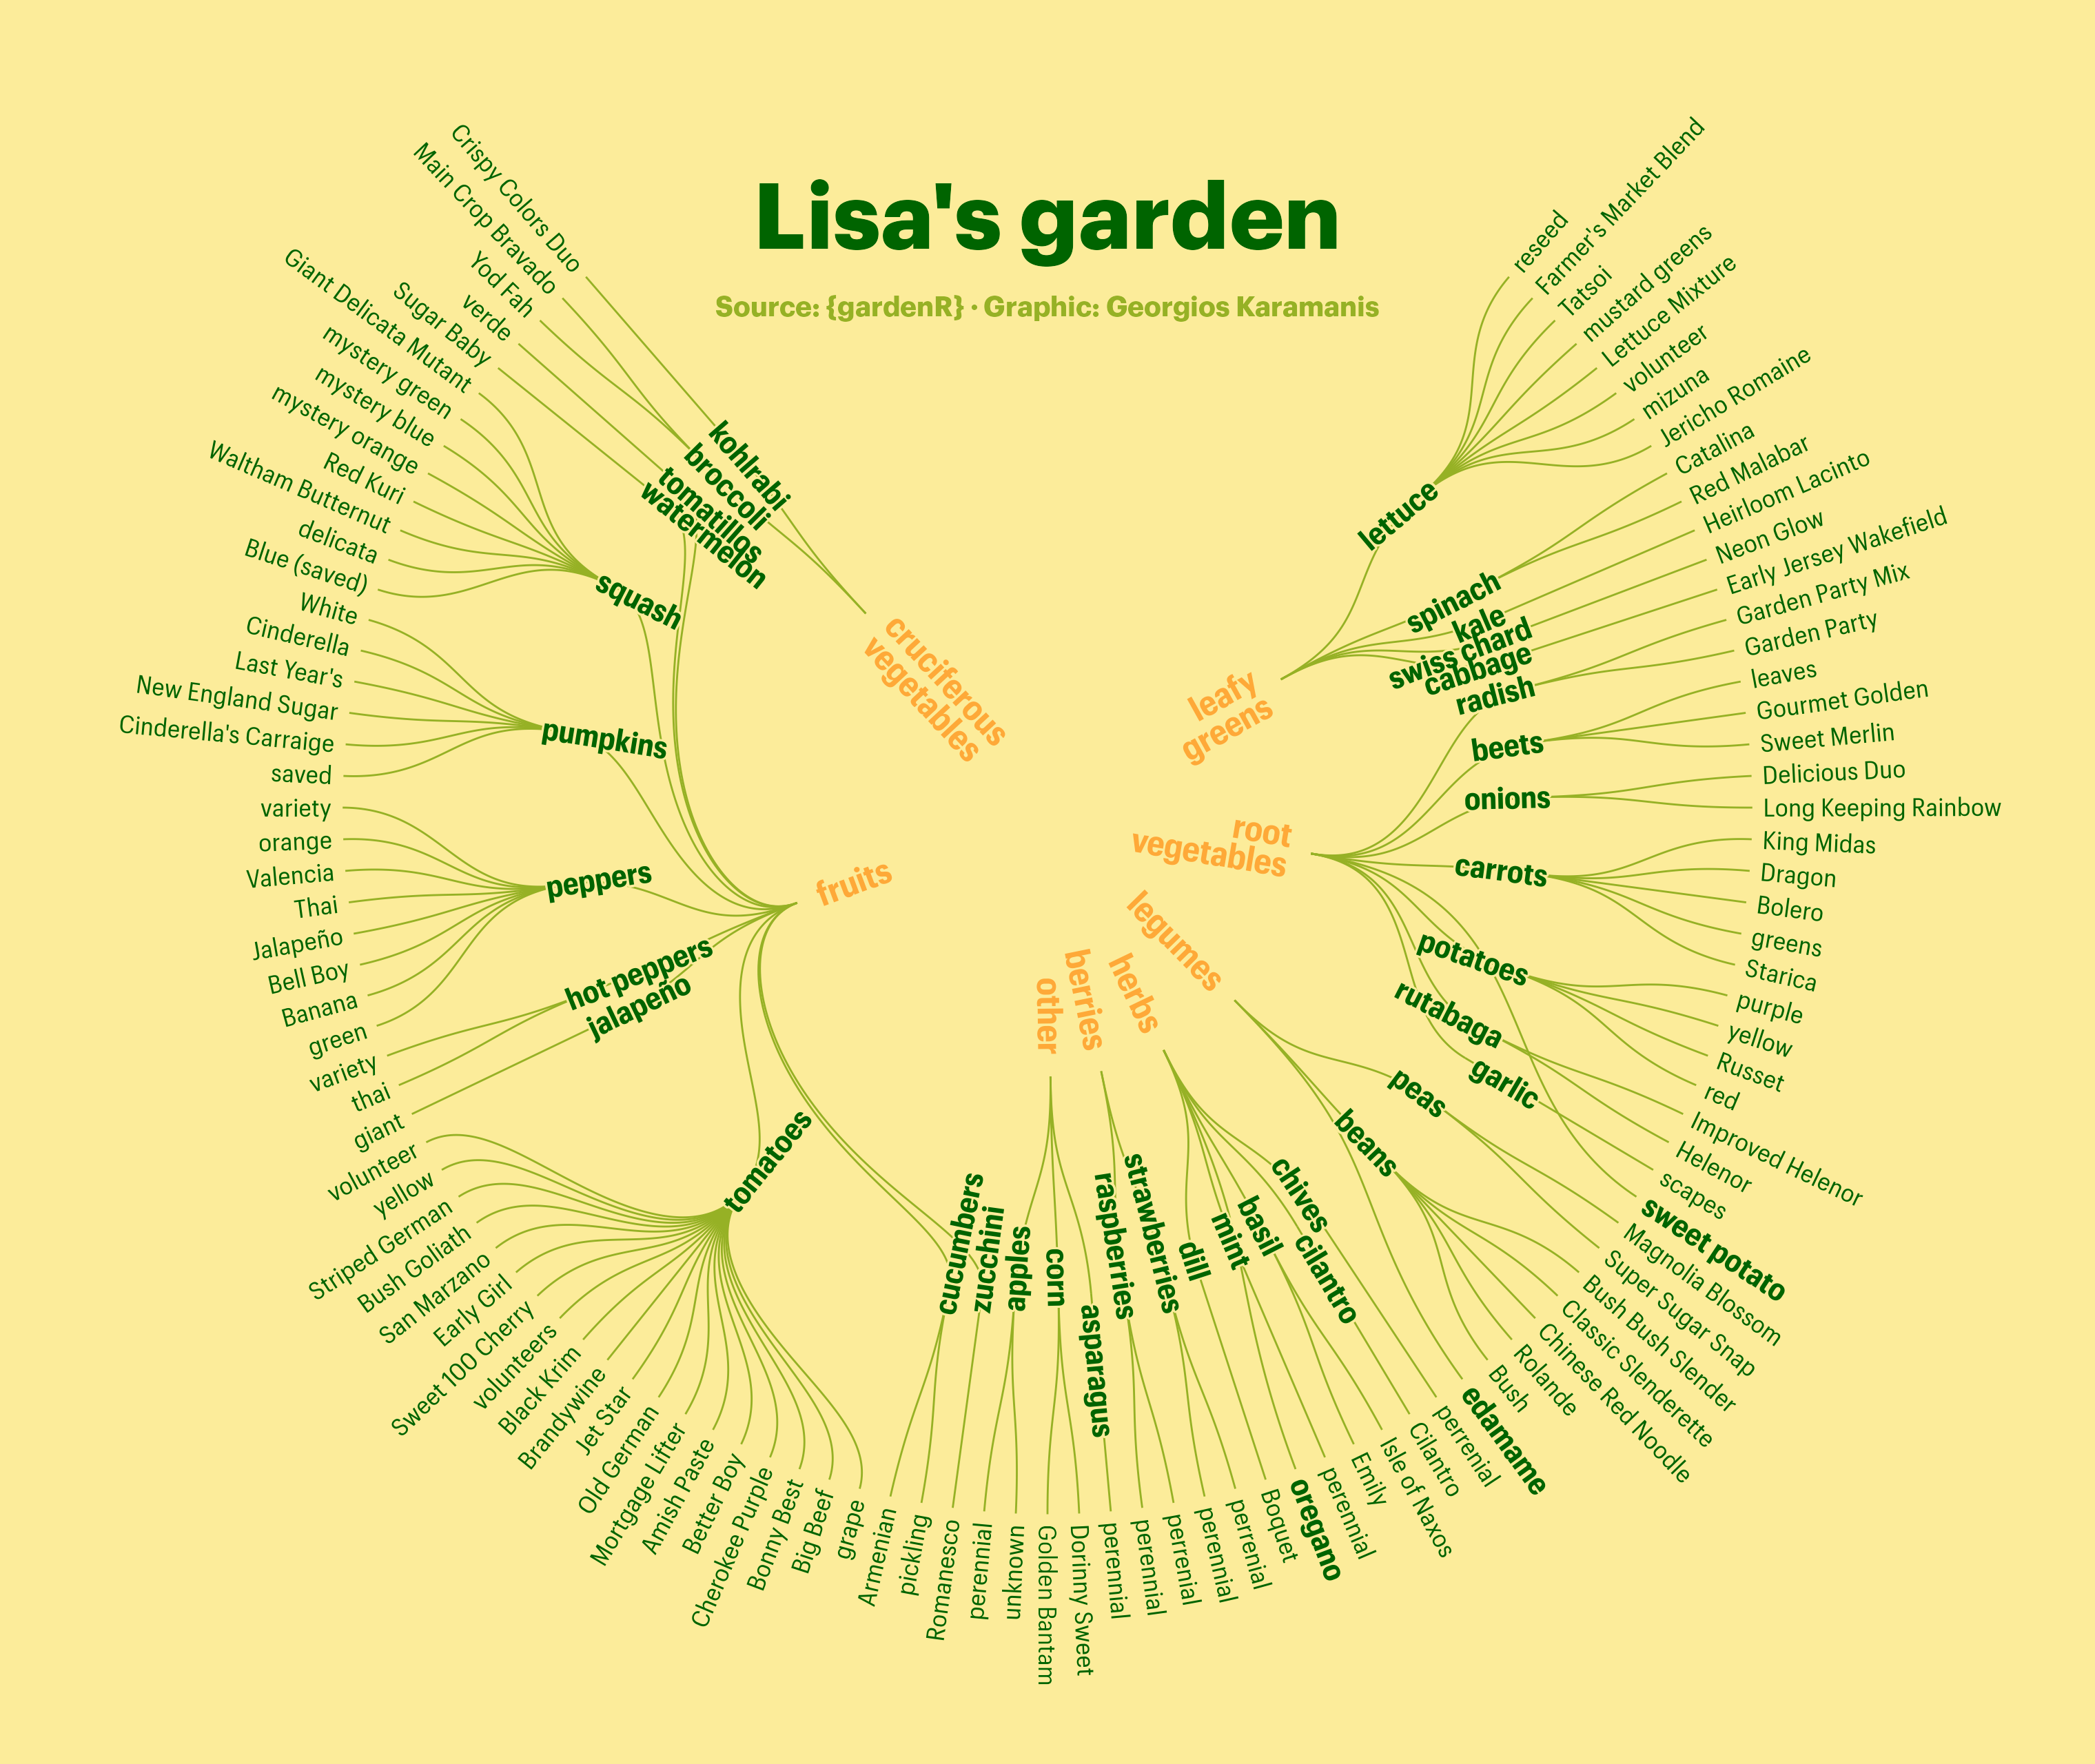 Lisa's garden
Source: {gardenR} · Graphic: Georgios Karamanis
leafy
greens
lettuce
reseed
Farmer's Market Blend
Tatsoi
mustard greens
Lettuce Mixture
volunteer
mizuna
Jericho Romaine
spinach
Catalina
Red Malabar
kale
Heirloom Lacinto
swiss chard
Neon Glow
cabbage
Early Jersey Wakefield
root
vegetables
radish
Garden Party Mix
Garden Party
beets
leaves
Gourmet Golden
Sweet Merlin
onions
Delicious Duo
Long Keeping Rainbow
carrots
King Midas
Dragon
Bolero
greens
Starica
potatoes
purple
yellow
Russet
red
rutabaga
Improved Helenor
Helenor
garlic
scapes
sweet potato
legumes
peas
Magnolia Blossom
Super Sugar Snap
beans
Bush Bush Slender
Classic Slenderette
Chinese Red Noodle
Rolande
Bush
edamame
herbs
chives
perrenial
cilantro
Cilantro
basil
Isle of Naxos
Emily
mint
perennial
oregano
dill
Boquet
berries
strawberries
perrenial
perennial
raspberries
perrenial
perennial
other
asparagus
perennial
corn
Dorinny Sweet
Golden Bantam
apples
unknown
perennial
fruits
zucchini
Romanesco
cucumbers
pickling
Armenian
tomatoes
grape
Big Beef
Bonny Best
Cherokee Purple
Better Boy
Amish Paste
Mortgage Lifter
Old German
Jet Star
Brandywine
Black Krim
volunteers
Sweet 100 Cherry
Early Girl
San Marzano
Bush Goliath
Striped German
yellow
volunteer
jalapeño
giant
hot peppers
thai
variety
peppers
green
Banana
Bell Boy
Jalapeño
Thai
Valencia
orange
variety
pumpkins
saved
Cinderella's Carraige
New England Sugar
Last Year's
Cinderella
White
squash
Blue (saved)
delicata
Waltham Butternut
Red Kuri
mystery orange
mystery blue
mystery green
Giant Delicata Mutant
watermelon
Sugar Baby
tomatillos
verde
cruciferous
vegetables
broccoli
Yod Fah
Main Crop Bravado
kohlrabi
Crispy Colors Duo